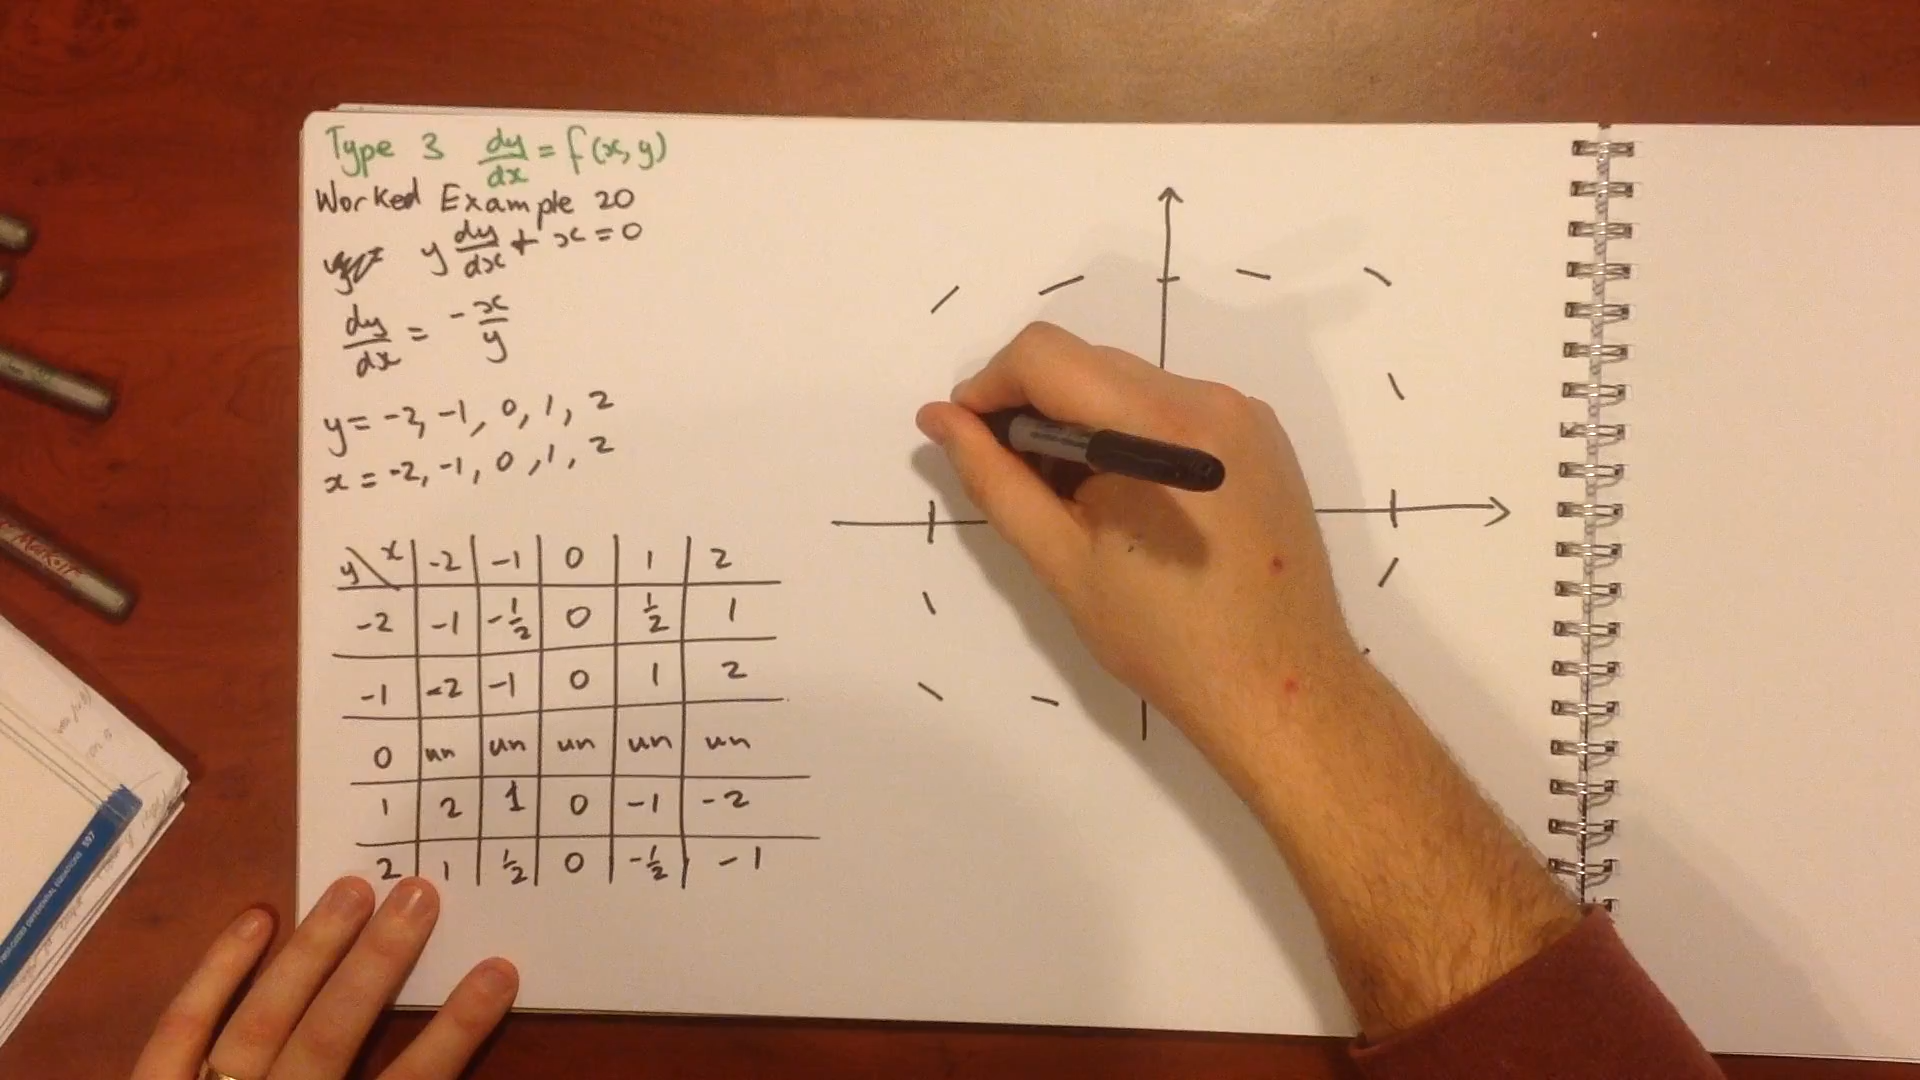 Type 3 dy/dx = f(x, y)
Worked Example 20
y dy/dx + x = 0
dy/dx = -x/y
y = -2, -1, 0, 1, 2
x = -2, -1, 0, 1, 2
y \ x -2 -1 0 1 2
-2 -1 -1/2 0 1/2 1
-1 -2 -1 0 1 2
0 un un un un un
1 2 1 0 -1 -2
2 1 1/2 0 -1/2 -1